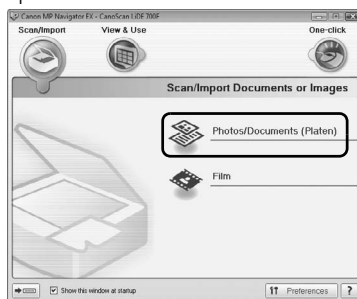 Canon MP Navigator EX - CanoScan LiDE 700F
Scan/Import View & Use One-click
Scan/Import Documents or Images
Photos/Documents (Platen)
Film
Show this window at startup Preferences ?